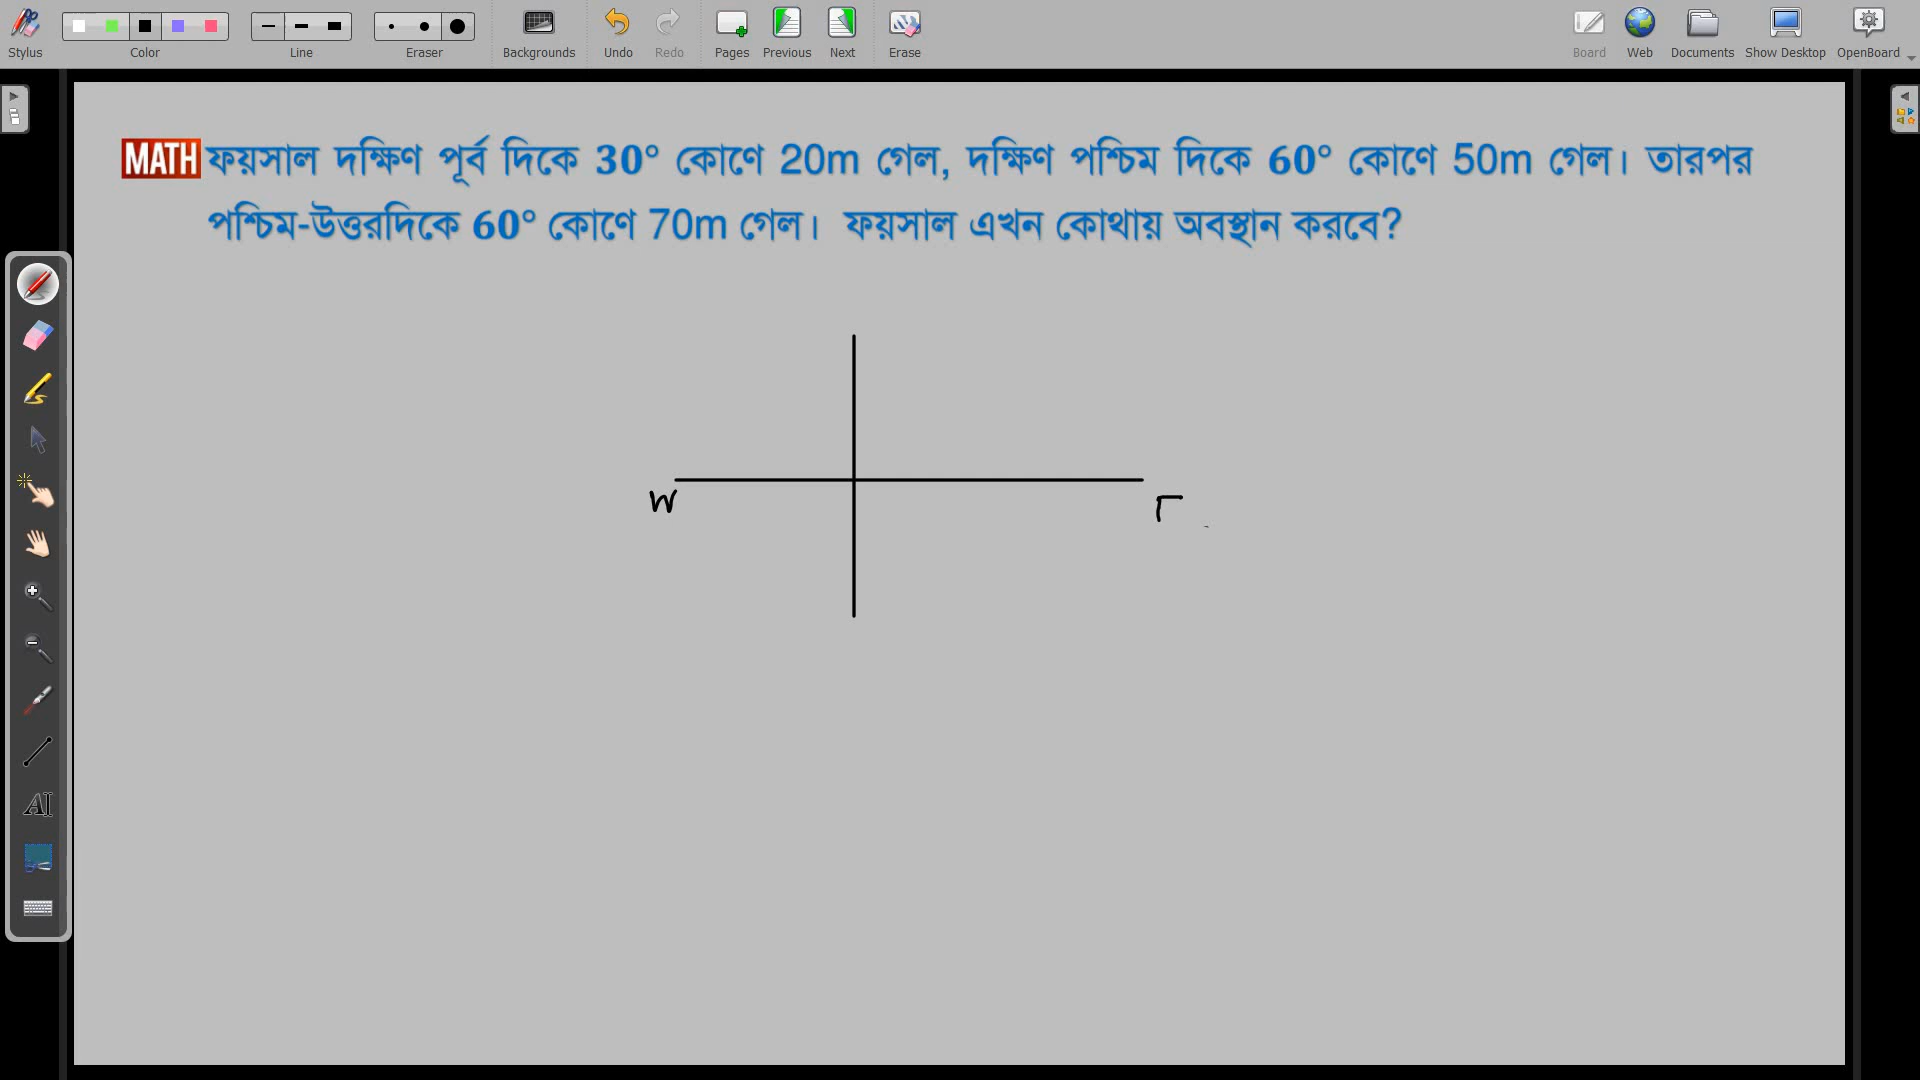 Stylus Color Line Eraser Backgrounds Undo Redo Pages Previous Next Erase Board Web Documents Show Desktop OpenBoard
MATH ফয়সাল দক্ষিণ পূর্ব দিকে 30° কোণে 20m গেল, দক্ষিণ পশ্চিম দিকে 60° কোণে 50m গেল। তারপর
পশ্চিম-উত্তরদিকে 60° কোণে 70m গেল। ফয়সাল এখন কোথায় অবস্থান করবে?
W